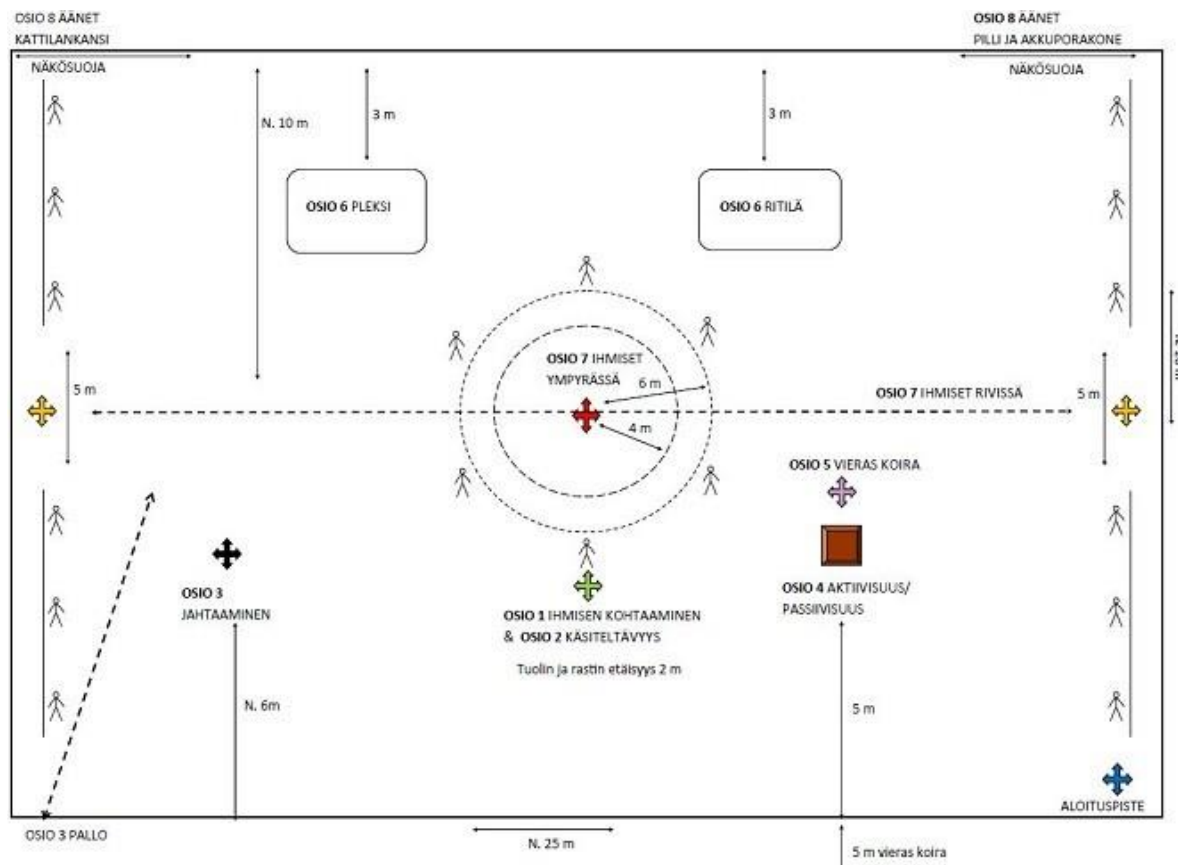 OSIO 8 ÄÄNET
KATTILANKANSI
OSIO 8 ÄÄNET
PILLI JA AKKUPORAKONE
NÄKÖSUOJA
NÄKÖSUOJA
N. 10 m
3 m
3 m
OSIO 6 PLEKSI
OSIO 6 RITILÄ
OSIO 7 IHMISET
YMPYRÄSSÄ
6 m
4 m
5 m
OSIO 7 IHMISET RIVISSÄ
5 m
OSIO 5 VIERAS KOIRA
OSIO 3
JAHTAAMINEN
OSIO 1 IHMISEN KOHTAAMINEN
& OSIO 2 KÄSITELTÄVYYS
Tuolin ja rastin etäisyys 2 m
OSIO 4 AKTIIVISUUS/
PASSIIVISUUS
N. 6m
5 m
ALOITUSPISTE
OSIO 3 PALLO
N. 25 m
5 m vieras koira